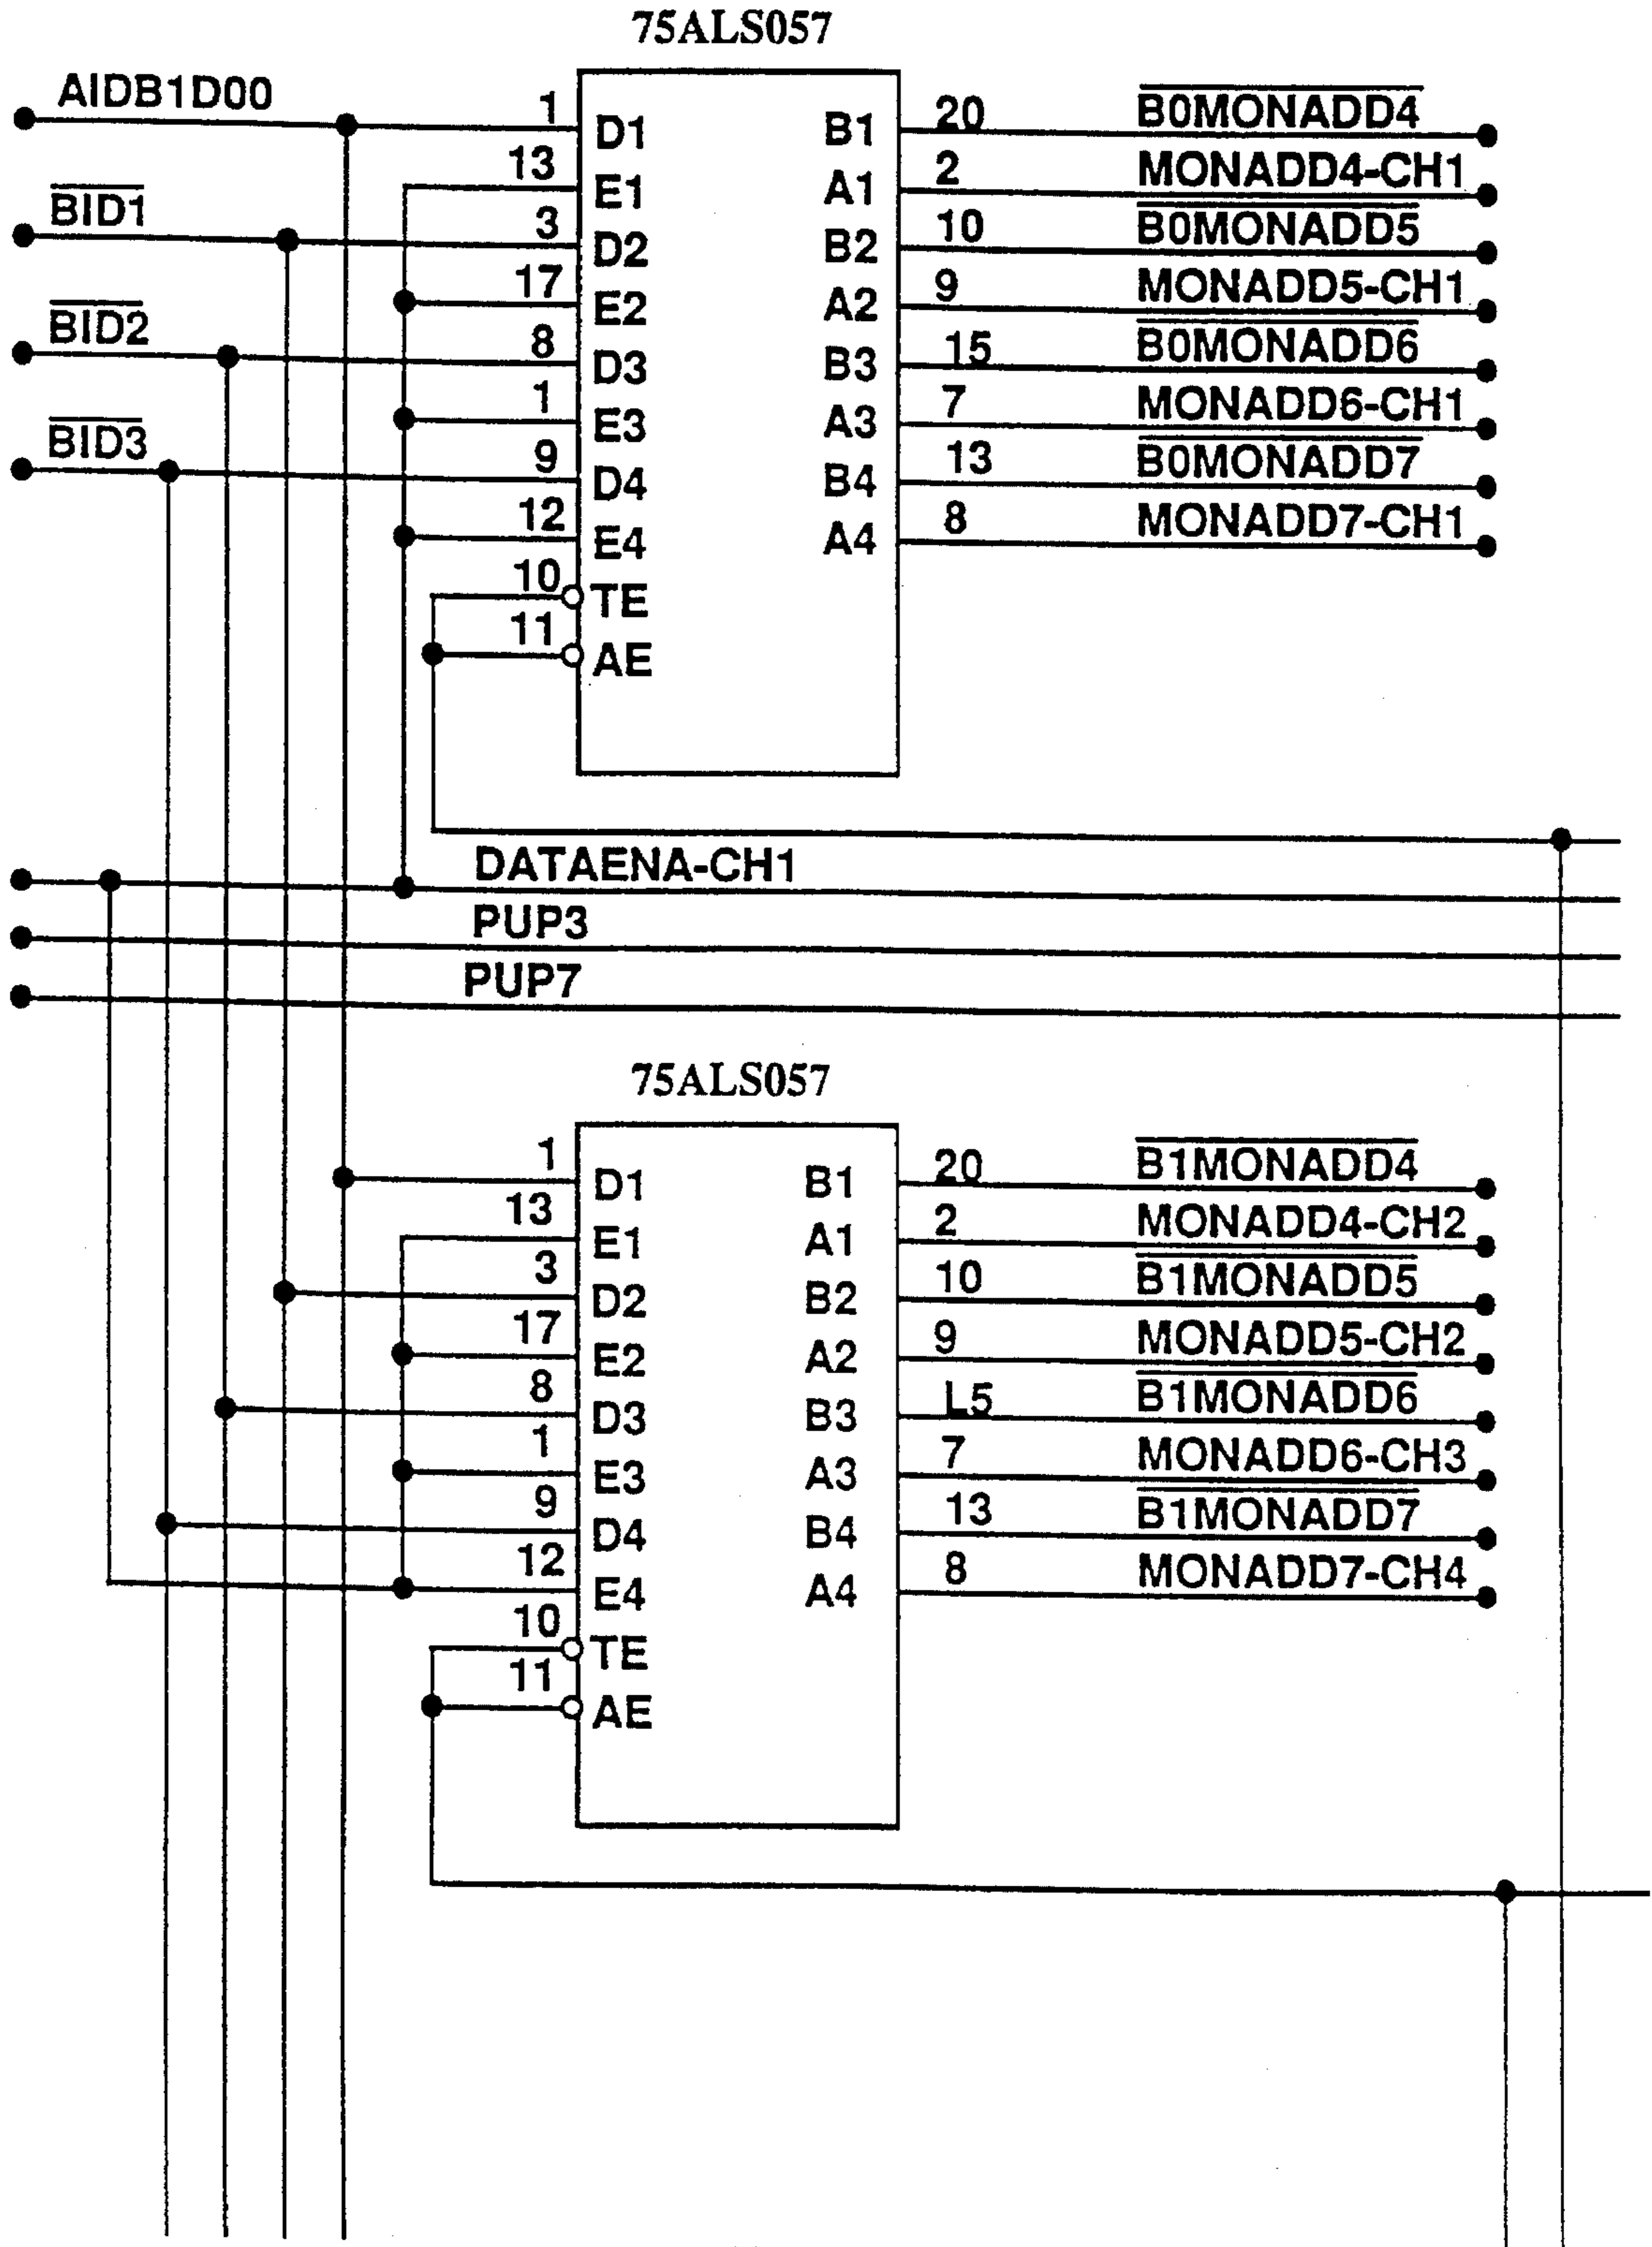 75ALS057
AIDB1D00 1 D1 B1 20 B0MONADD4
13 E1 A1 2 MONADD4-CH1
BID1 3 D2 B2 10 B0MONADD5
17 E2 A2 9 MONADD5-CH1
BID2 8 D3 B3 15 B0MONADD6
1 E3 A3 7 MONADD6-CH1
BID3 9 D4 B4 13 B0MONADD7
12 E4 A4 8 MONADD7-CH1
10 TE
11 AE
DATAENA-CH1
PUP3
PUP7
75ALS057
1 D1 B1 20 B1MONADD4
13 E1 A1 2 MONADD4-CH2
3 D2 B2 10 B1MONADD5
17 E2 A2 9 MONADD5-CH2
8 D3 B3 L5 B1MONADD6
1 E3 A3 7 MONADD6-CH3
9 D4 B4 13 B1MONADD7
12 E4 A4 8 MONADD7-CH4
10 TE
11 AE